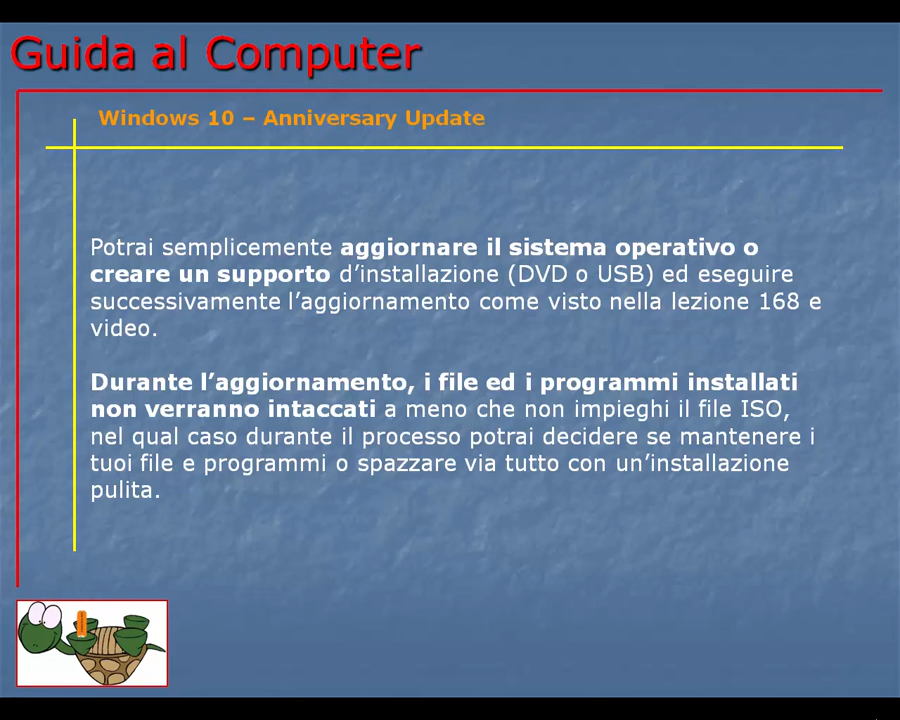 Guida al Computer
Windows 10 – Anniversary Update
Potrai semplicemente aggiornare il sistema operativo o
creare un supporto d’installazione (DVD o USB) ed eseguire
successivamente l’aggiornamento come visto nella lezione 168 e
video.
Durante l’aggiornamento, i file ed i programmi installati
non verranno intaccati a meno che non impieghi il file ISO,
nel qual caso durante il processo potrai decidere se mantenere i
tuoi file e programmi o spazzare via tutto con un’installazione
pulita.